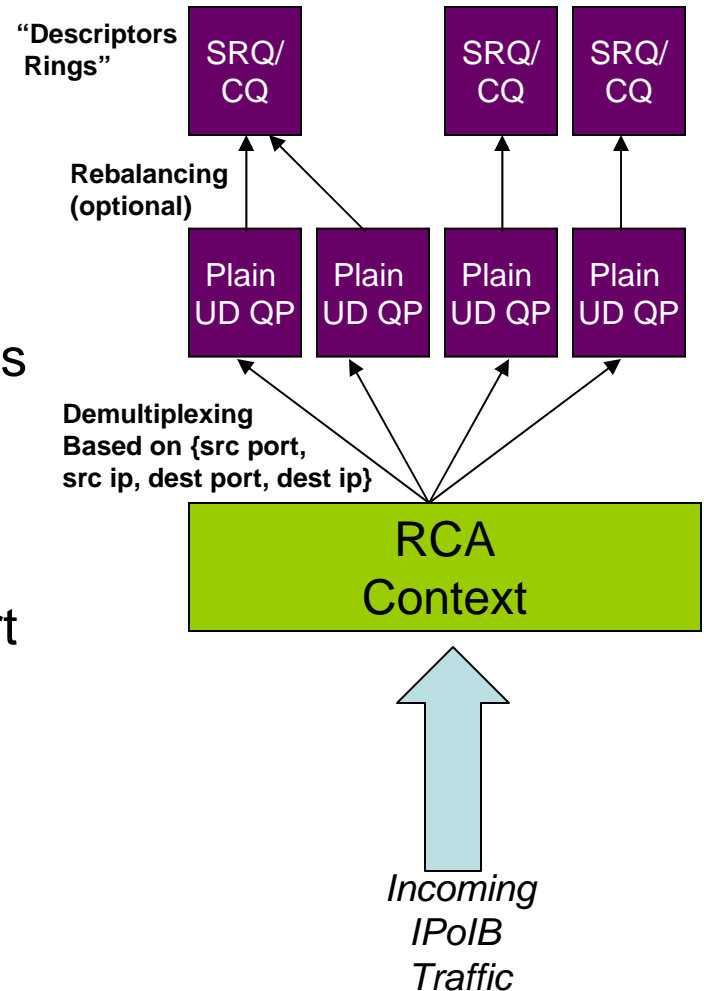 “Descriptors
Rings”
SRQ/
CQ
SRQ/
CQ
SRQ/
CQ
Rebalancing
(optional)
Plain
UD QP
Plain
UD QP
Plain
UD QP
Plain
UD QP
s
Demultiplexing
Based on {src port,
src ip, dest port, dest ip}
RCA
Context
rt
Incoming
IPoIB
Traffic